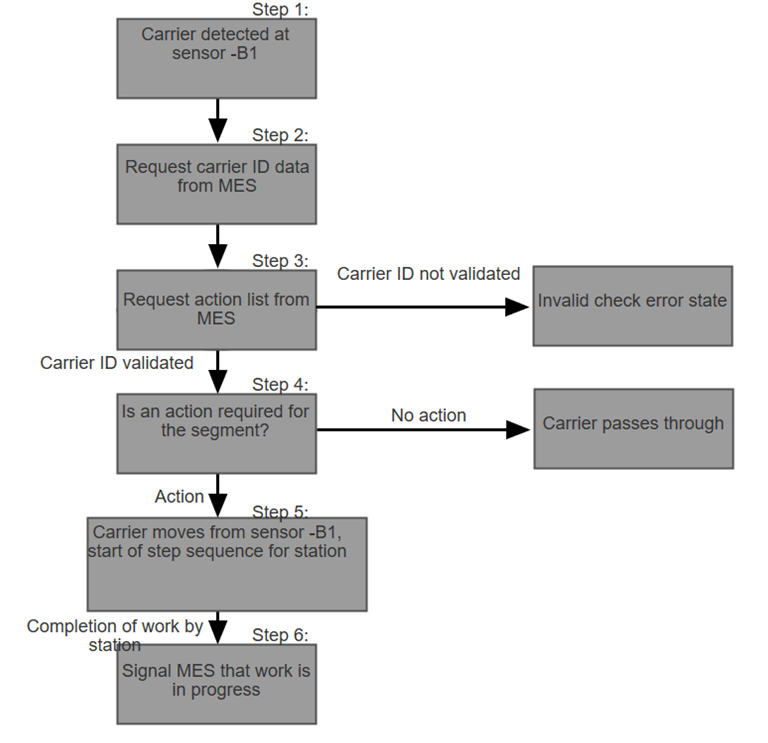 Step 1:
Carrier detected at
sensor -B1
Step 2:
Request carrier ID data
from MES
Step 3:
Request action list from
MES
Carrier ID not validated
Invalid check error state
Carrier ID validated
Step 4:
Is an action required for
the segment?
No action
Carrier passes through
Action
Step 5:
Carrier moves from sensor -B1,
start of step sequence for station
Completion of work by
station
Step 6:
Signal MES that work is
in progress